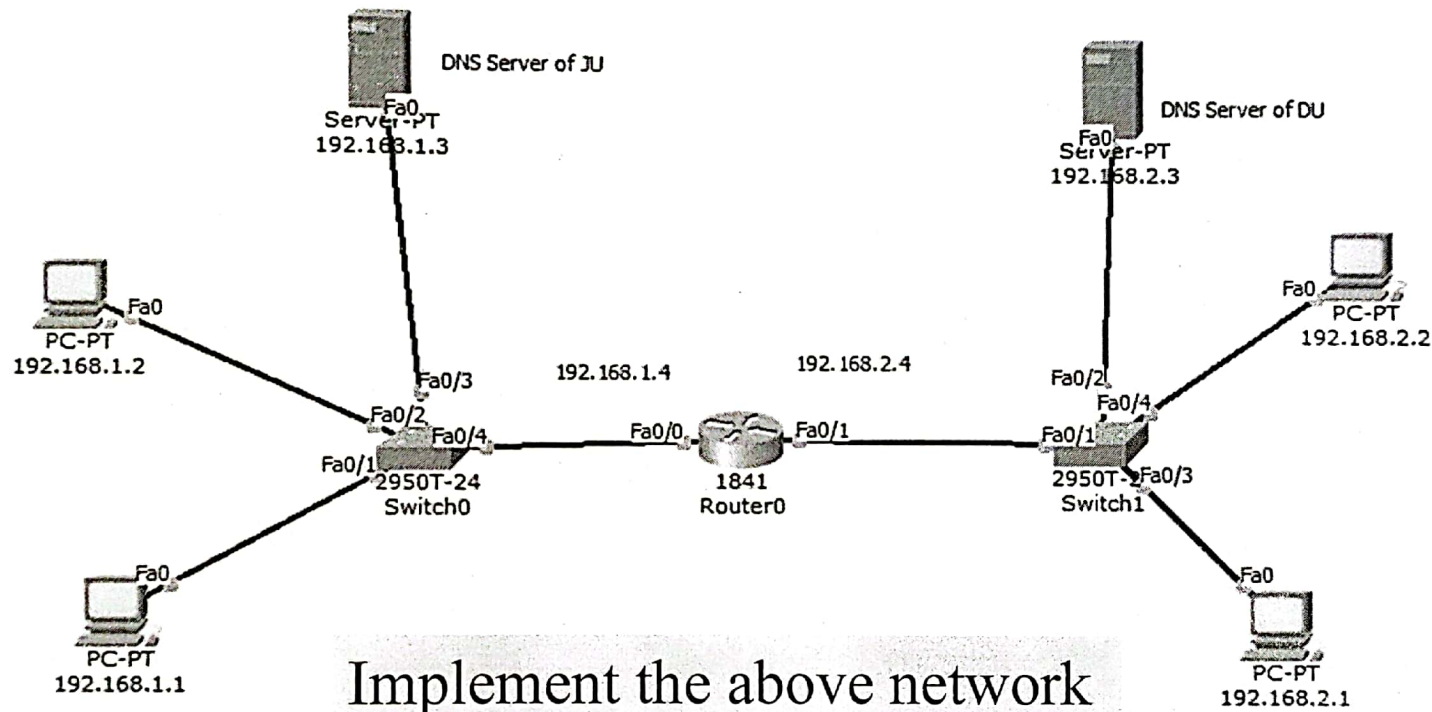 DNS Server of JU
Fa0
Server-PT
192.168.1.3
DNS Server of DU
Fa0
Server-PT
192.168.2.3
Fa0
PC-PT
192.168.1.2
Fa0
PC-PT
192.168.2.2
Fa0/3
192.168.1.4
192.168.2.4
Fa0/2
Fa0/2
Fa0/4
Fa0/4
Fa0/0
Fa0/1
Fa0/1
Fa0/1
2950T-24
Switch0
1841
Router0
2950T-2
Switch1
Fa0/3
Fa0
PC-PT
192.168.1.1
Fa0
PC-PT
192.168.2.1
Implement the above network